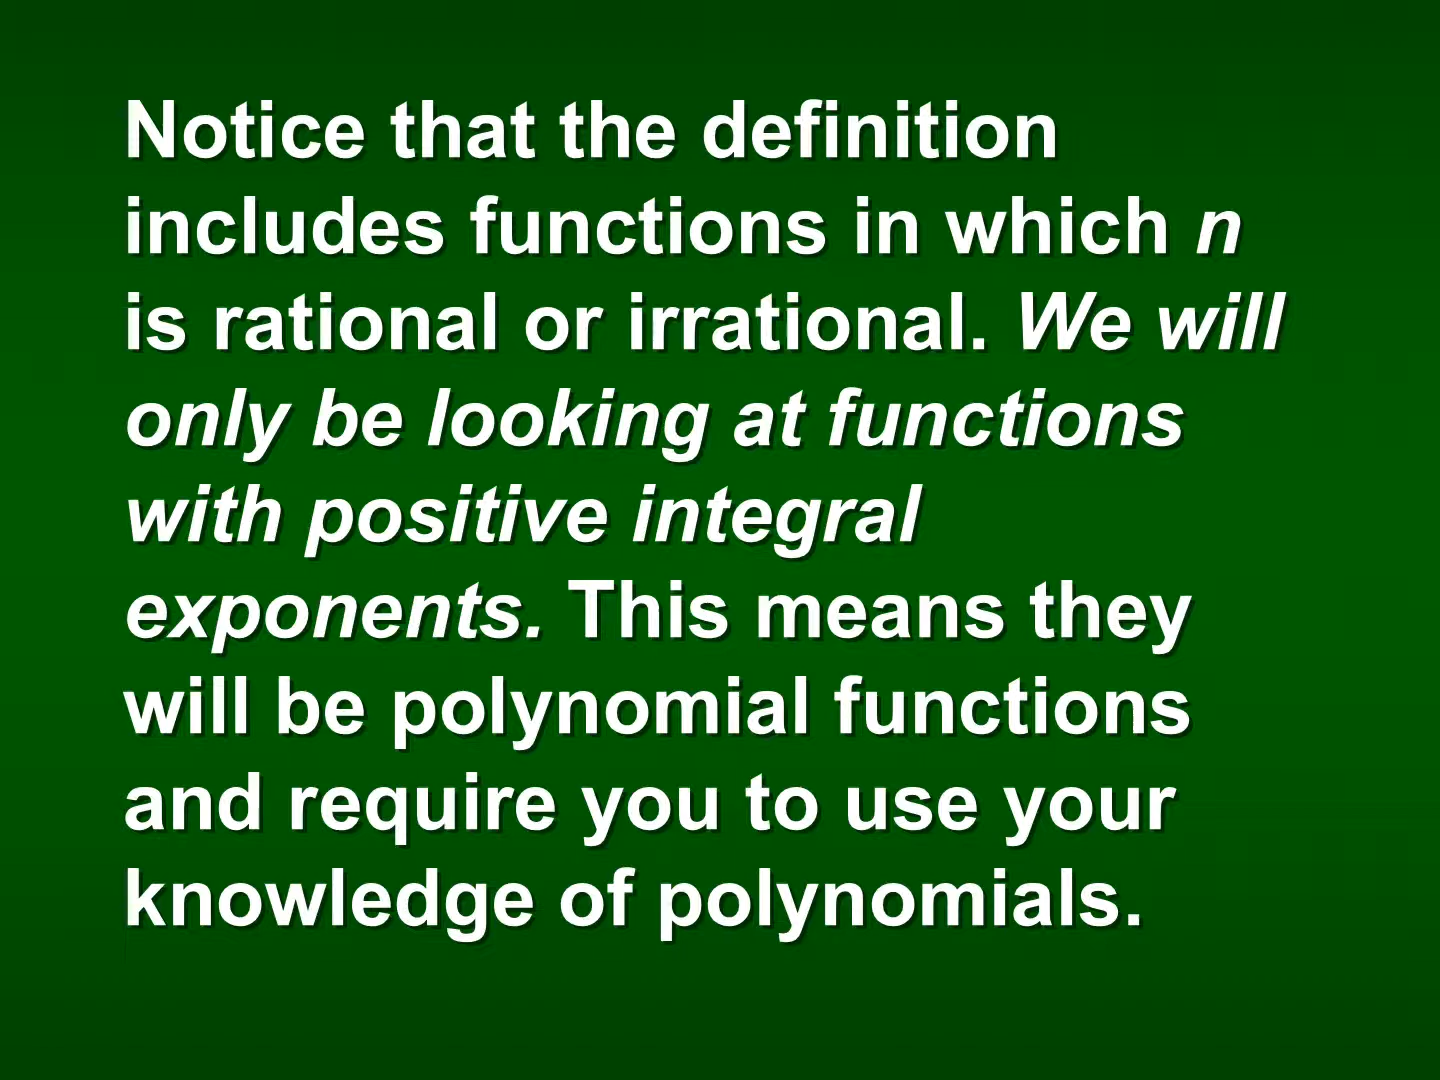 Notice that the definition
includes functions in which n
is rational or irrational. We will
only be looking at functions
with positive integral
exponents. This means they
will be polynomial functions
and require you to use your
knowledge of polynomials.